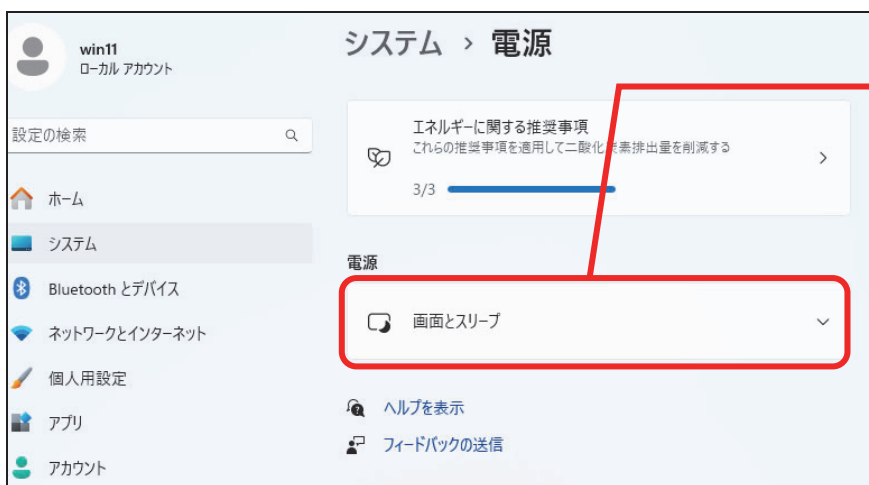 win11
ローカル アカウント
設定の検索
ホーム
システム
Bluetooth とデバイス
ネットワークとインターネット
個人用設定
アプリ
アカウント
システム › 電源
エネルギーに関する推奨事項
これらの推奨事項を適用して二酸化炭素排出量を削減する
3/3
電源
画面とスリープ
ヘルプを表示
フィードバックの送信